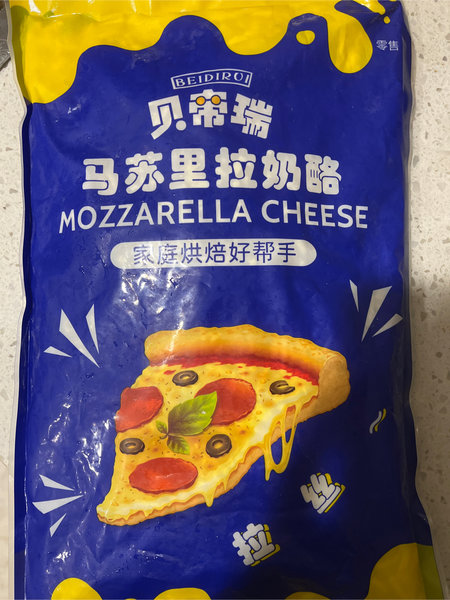 零售
BEIDIRUI
贝帝瑞
马苏里拉奶酪
MOZZARELLA CHEESE
家庭烘焙好帮手
拉
丝